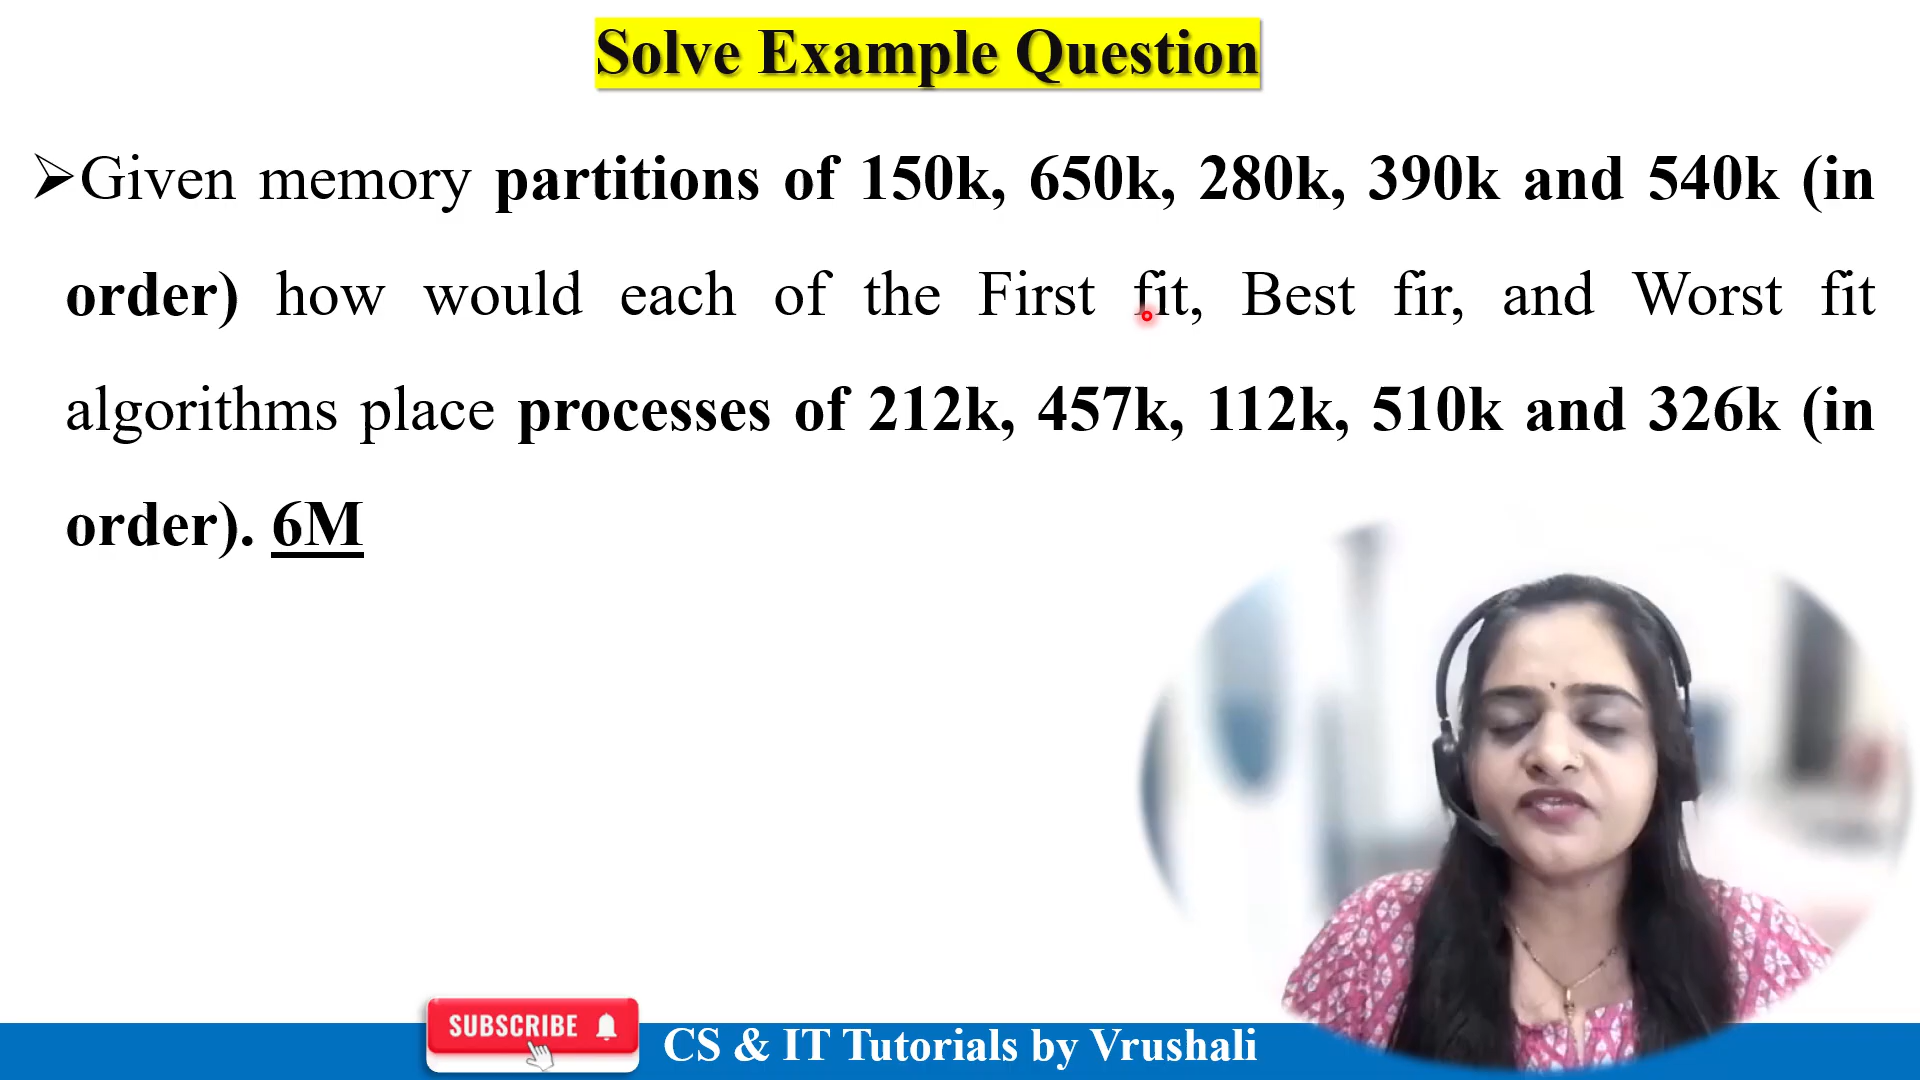 Solve Example Question
➢Given memory partitions of 150k, 650k, 280k, 390k and 540k (in
order) how would each of the First fit, Best fir, and Worst fit
algorithms place processes of 212k, 457k, 112k, 510k and 326k (in
order). 6M
SUBSCRIBE
CS & IT Tutorials by Vrushali